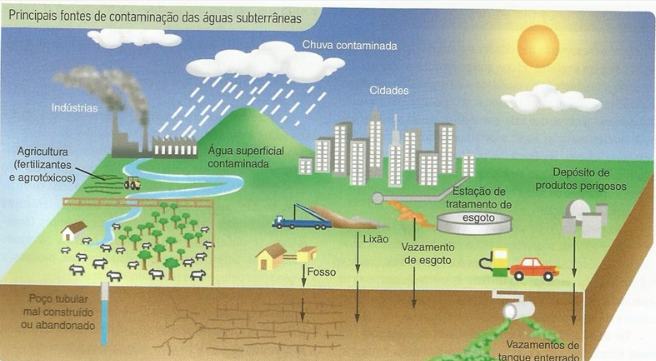 Principais fontes de contaminação das águas subterrâneas
Chuva contaminada
Cidades
Indústrias
Agricultura
(fertilizantes
e agrotóxicos)
Água superficial
contaminada
Depósito de
produtos perigosos
Estação de
tratamento de
esgoto
Lixão
Vazamento
de esgoto
Fosso
Poço tubular
mal construído
ou abandonado
Vazamentos de
tanque enterrado